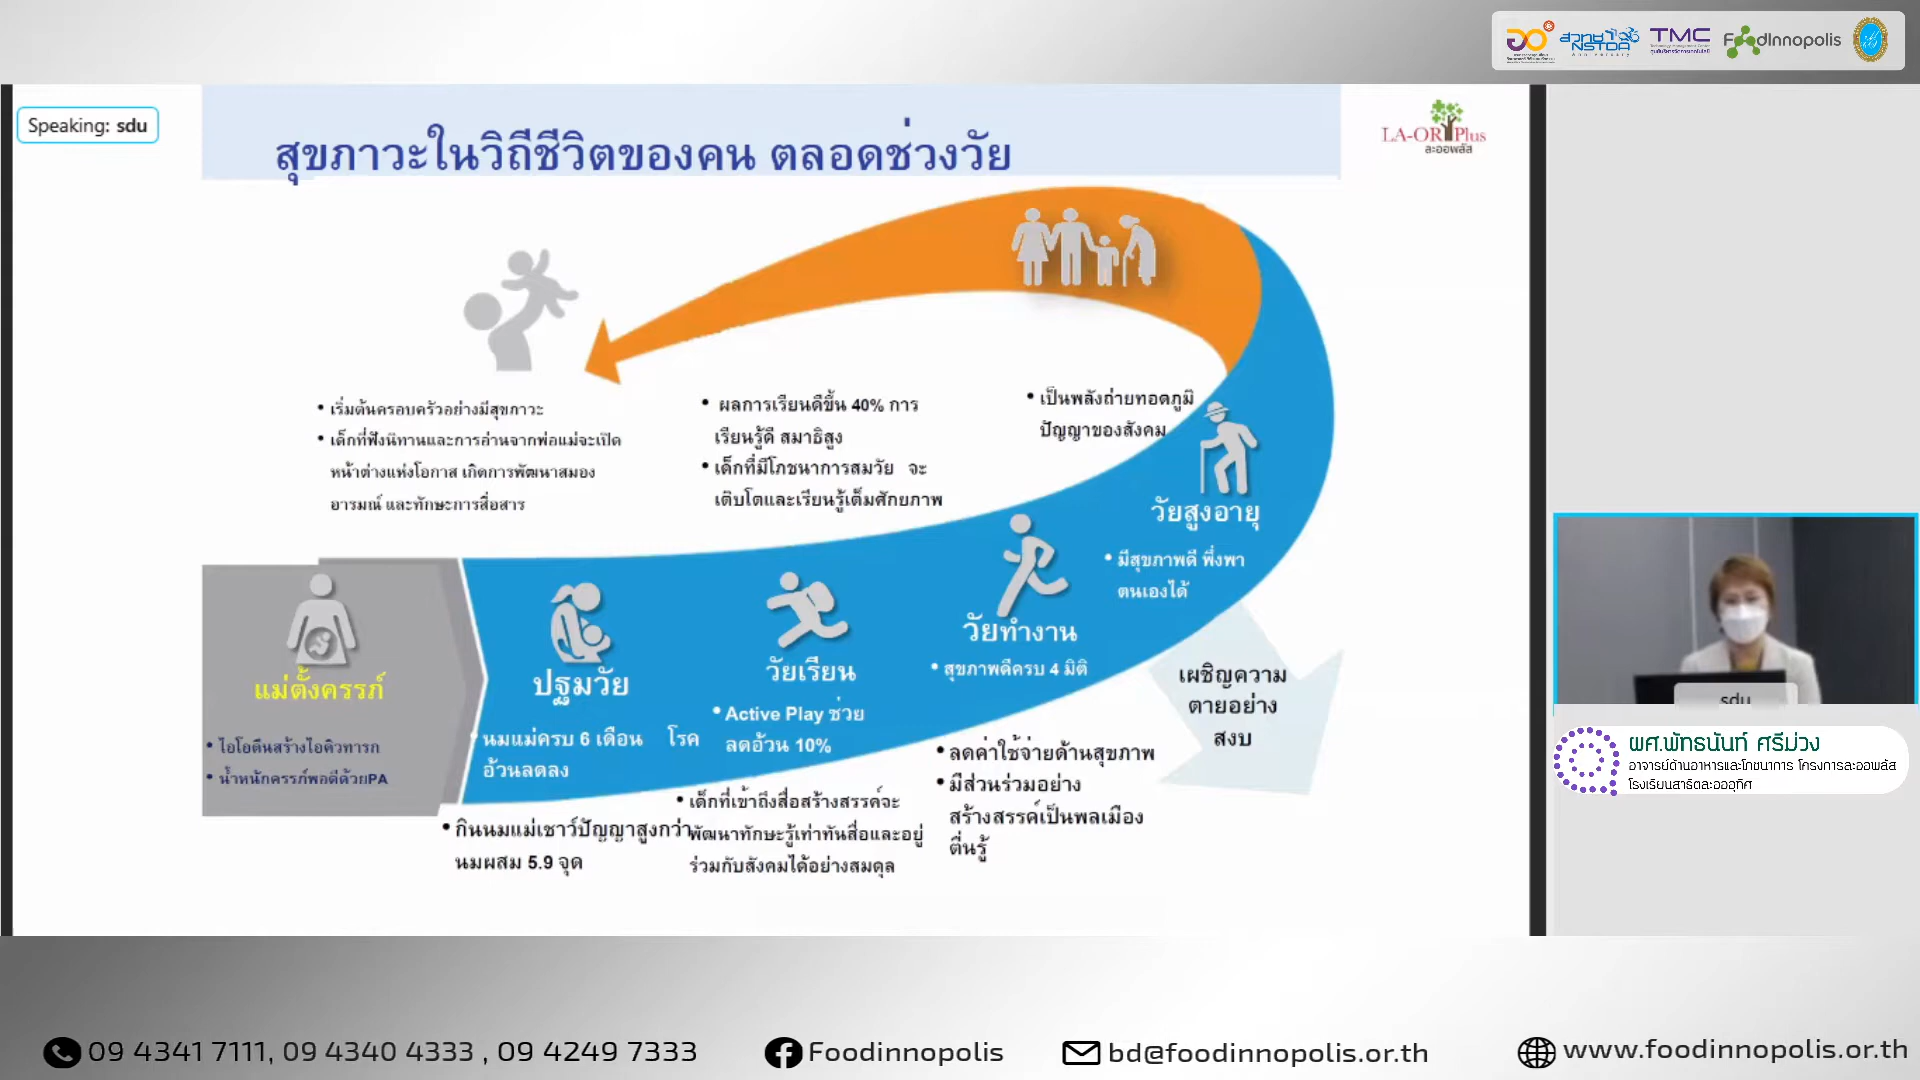 NSTDA
Anniversary
TMC
FoodInnopolis
Speaking: sdu
สุขภาวะในวิถีชีวิตของคน ตลอดช่วงวัย
LA-OR Plus
ละออพลัส
• เริ่มต้นครอบครัวอย่างมีสุขภาวะ
• เด็กที่ฟังนิทานและการอ่านจากพ่อแม่จะเปิด
หน้าต่างแห่งโอกาส เกิดการพัฒนาสมอง
อารมณ์ และทักษะการสื่อสาร
• ผลการเรียนดีขึ้น 40% การ
เรียนรู้ดี สมาธิสูง
• เด็กที่มีโภชนาการสมวัย จะ
เติบโตและเรียนรู้เต็มศักยภาพ
• เป็นพลังถ่ายทอดภูมิ
ปัญญาของสังคม
แม่ตั้งครรภ์
• ไอโอดีนสร้างไอคิวทารก
• น้ำหนักครรภ์พอดีด้วยPA
ปฐมวัย
• นมแม่ครบ 6 เดือน โรค
อ้วนลดลง
• กินนมแม่เชาว์ปัญญาสูงกว่า
นมผสม 5.9 จุด
วัยเรียน
• Active Play ช่วย
ลดอ้วน 10%
• เด็กที่เข้าถึงสื่อสร้างสรรค์จะ
พัฒนาทักษะรู้เท่าทันสื่อและอยู่
ร่วมกับสังคมได้อย่างสมดุล
วัยทำงาน
• สุขภาพดีครบ 4 มิติ
• ลดค่าใช้จ่ายด้านสุขภาพ
• มีส่วนร่วมอย่าง
สร้างสรรค์เป็นพลเมือง
ตื่นรู้
วัยสูงอายุ
• มีสุขภาพดี พึ่งพา
ตนเองได้
เผชิญความ
ตายอย่าง
สงบ
sdu
ผศ.พัทธนันท์ ศรีม่วง
อาจารย์ด้านอาหารและโภชนาการ โครงการละออพลัส
โรงเรียนสาธิตละอออุทิศ
09 4341 7111, 09 4340 4333 , 09 4249 7333
Foodinnopolis
bd@foodinnopolis.or.th
www.foodinnopolis.or.th